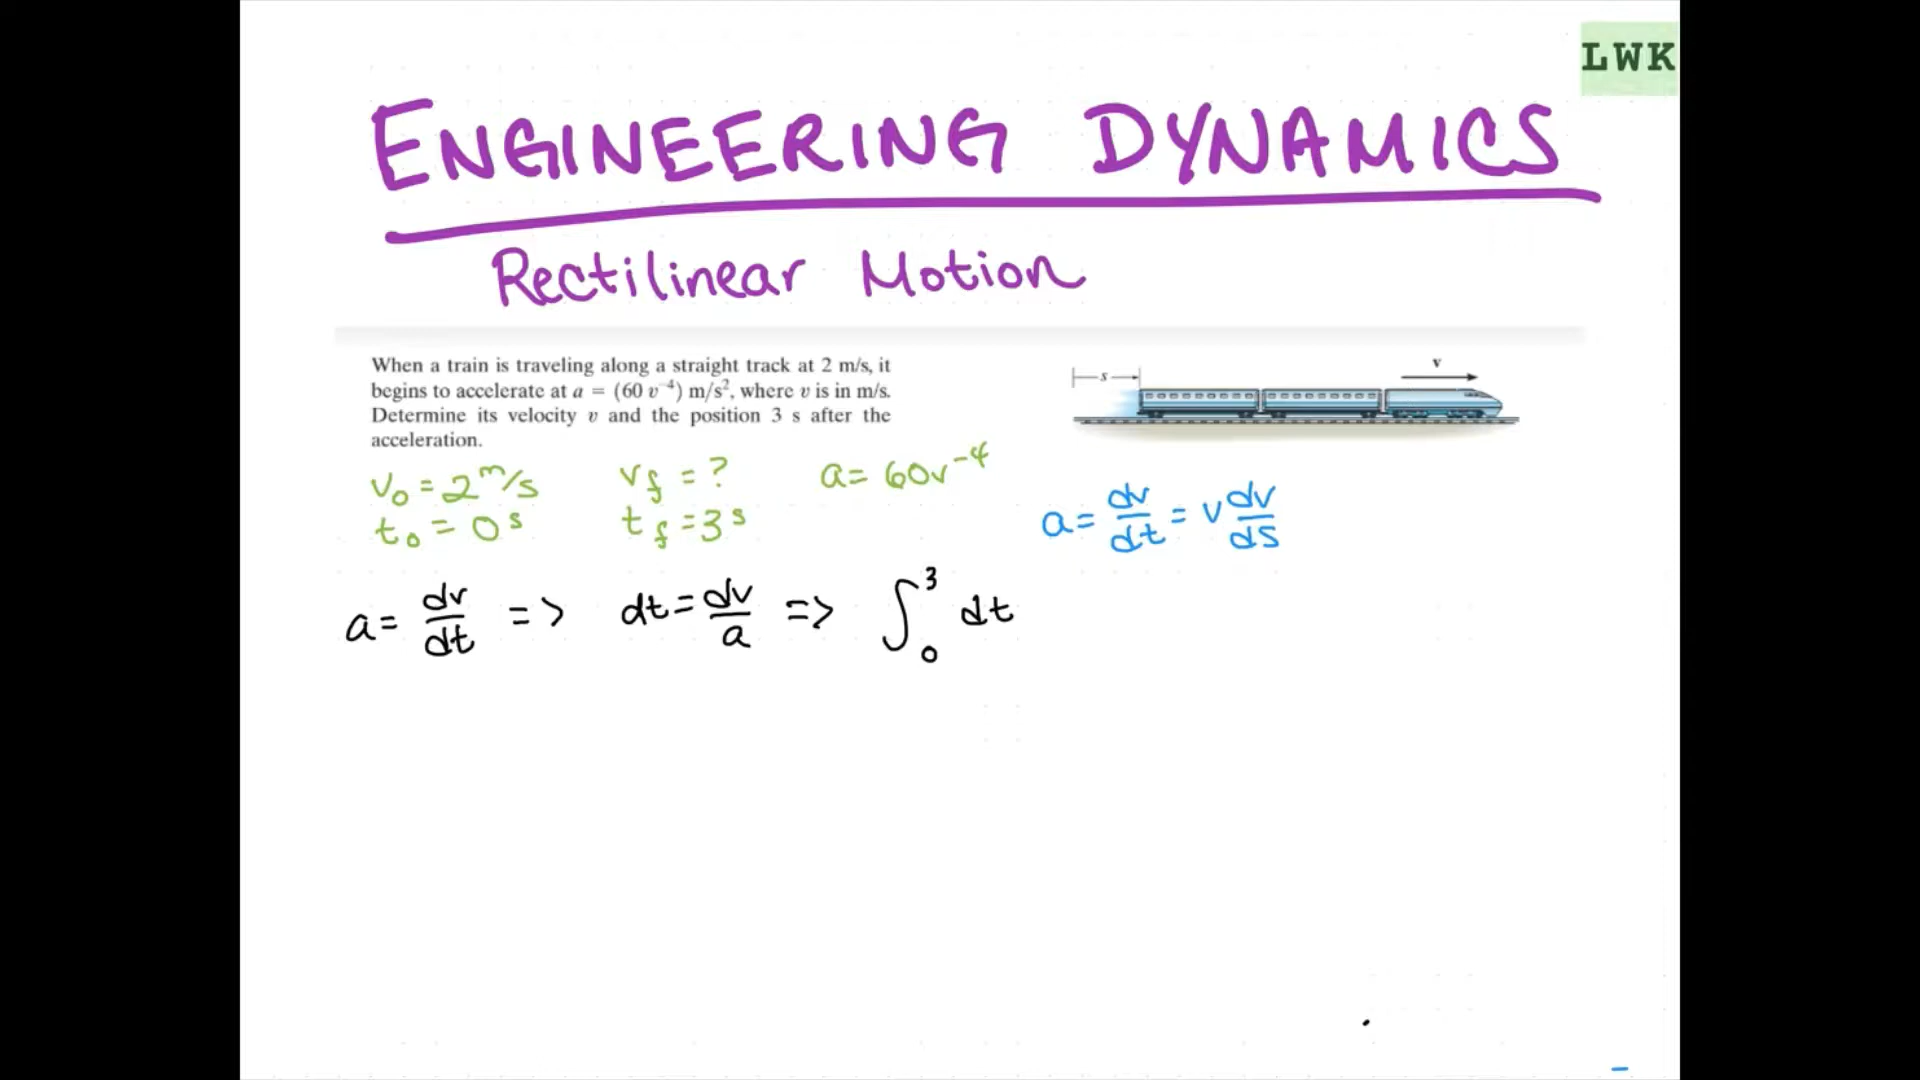 LWK
ENGINEERING DYNAMICS
Rectilinear Motion
When a train is traveling along a straight track at 2 m/s, it
begins to accelerate at a = (60 v⁻⁴) m/s², where v is in m/s.
Determine its velocity v and the position 3 s after the
acceleration.
s
v
v₀ = 2 m/s v_f = ? a = 60v⁻⁴
t₀ = 0 s t_f = 3 s
a = dv/dt = v dv/ds
a = dv/dt => dt = dv/a => ∫₀³ dt